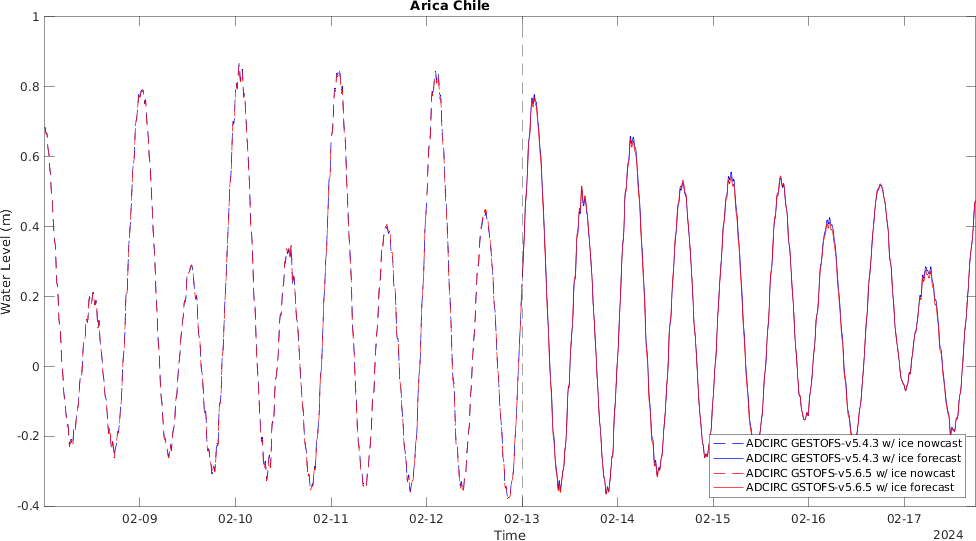 Arica Chile
Water Level (m)
1
0.8
0.6
0.4
0.2
0
-0.2
-0.4
ADCIRC GESTOFS-v5.4.3 w/ ice nowcast
ADCIRC GESTOFS-v5.4.3 w/ ice forecast
ADCIRC GSTOFS-v5.6.5 w/ ice nowcast
ADCIRC GSTOFS-v5.6.5 w/ ice forecast
02-09 02-10 02-11 02-12 02-13 02-14 02-15 02-16 02-17
Time
2024